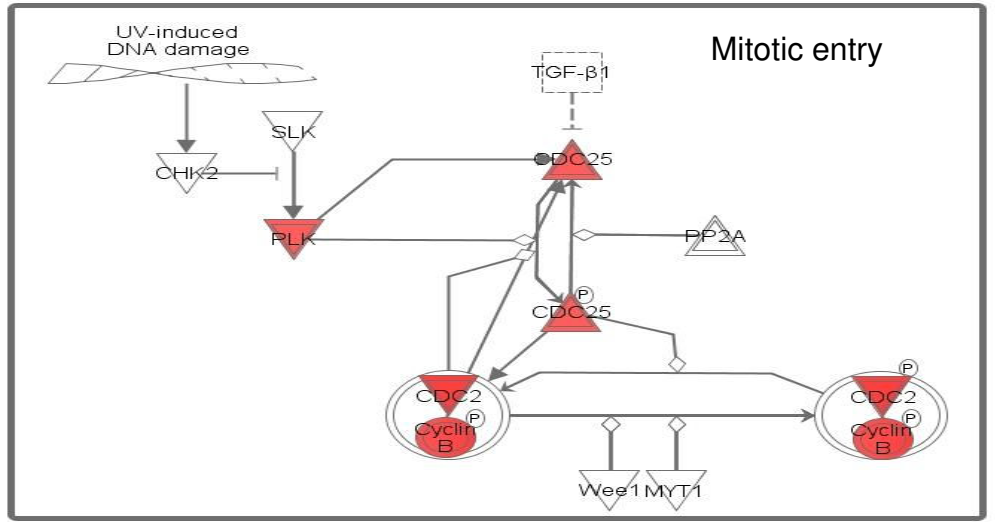 UV-induced
DNA damage
Mitotic entry
TGF-β1
SLK
CDC25
CHK2
PLK
PP2A
P
CDC25
P
CDC2
P
Cyclin
B
CDC2
P
Cyclin
B
Wee1
MYT1